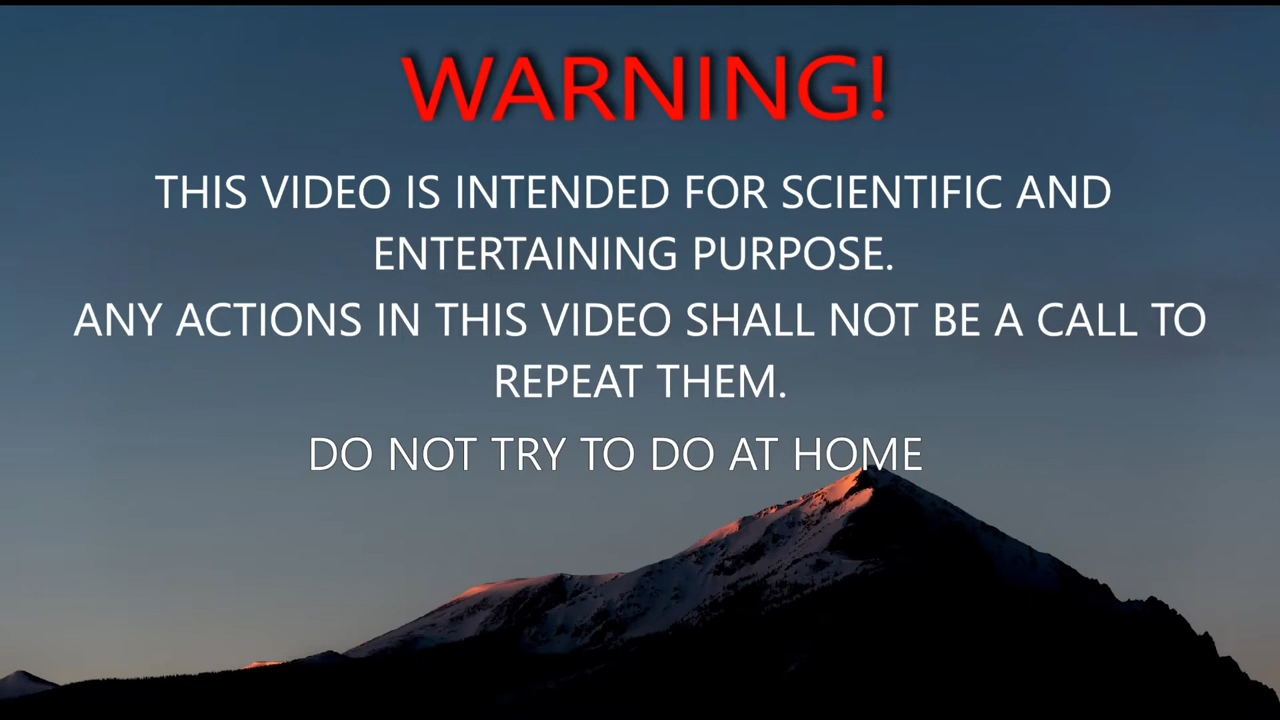 WARNING!
THIS VIDEO IS INTENDED FOR SCIENTIFIC AND
ENTERTAINING PURPOSE.
ANY ACTIONS IN THIS VIDEO SHALL NOT BE A CALL TO
REPEAT THEM.
DO NOT TRY TO DO AT HOME